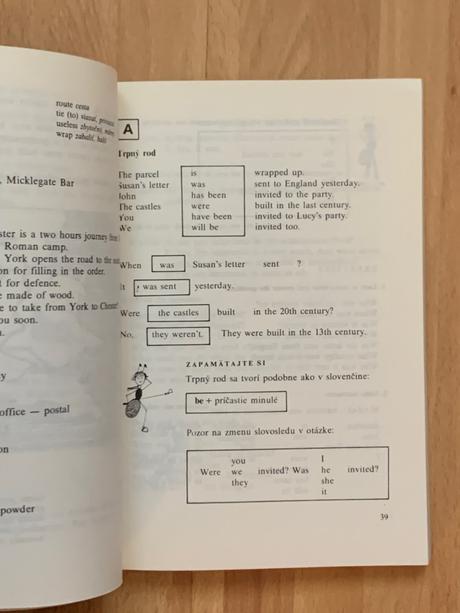 route cesta
tie (to) viazať,
useless zbytočný,
wrap zabaliť, baliť
, Micklegate Bar
ster is a two hours journey from
Roman camp.
York opens the road to the
on for filling in the order.
t for defence.
e made of wood.
e to take from York to Chester!
ou soon.
y
office — postal
on
powder
A
Trpný rod
The parcel is wrapped up.
Susan's letter was sent to England yesterday.
John has been invited to the party.
The castles were built in the last century.
You have been invited to Lucy's party.
We will be invited too.
When was Susan's letter sent ?
It was sent yesterday.
Were the castles built in the 20th century?
No, they weren't. They were built in the 13th century.
ZAPAMÄTAJTE SI
Trpný rod sa tvorí podobne ako v slovenčine:
be + príčastie minulé
Pozor na zmenu slovosledu v otázke:
you I
Were we invited? Was he invited?
they she
it
39